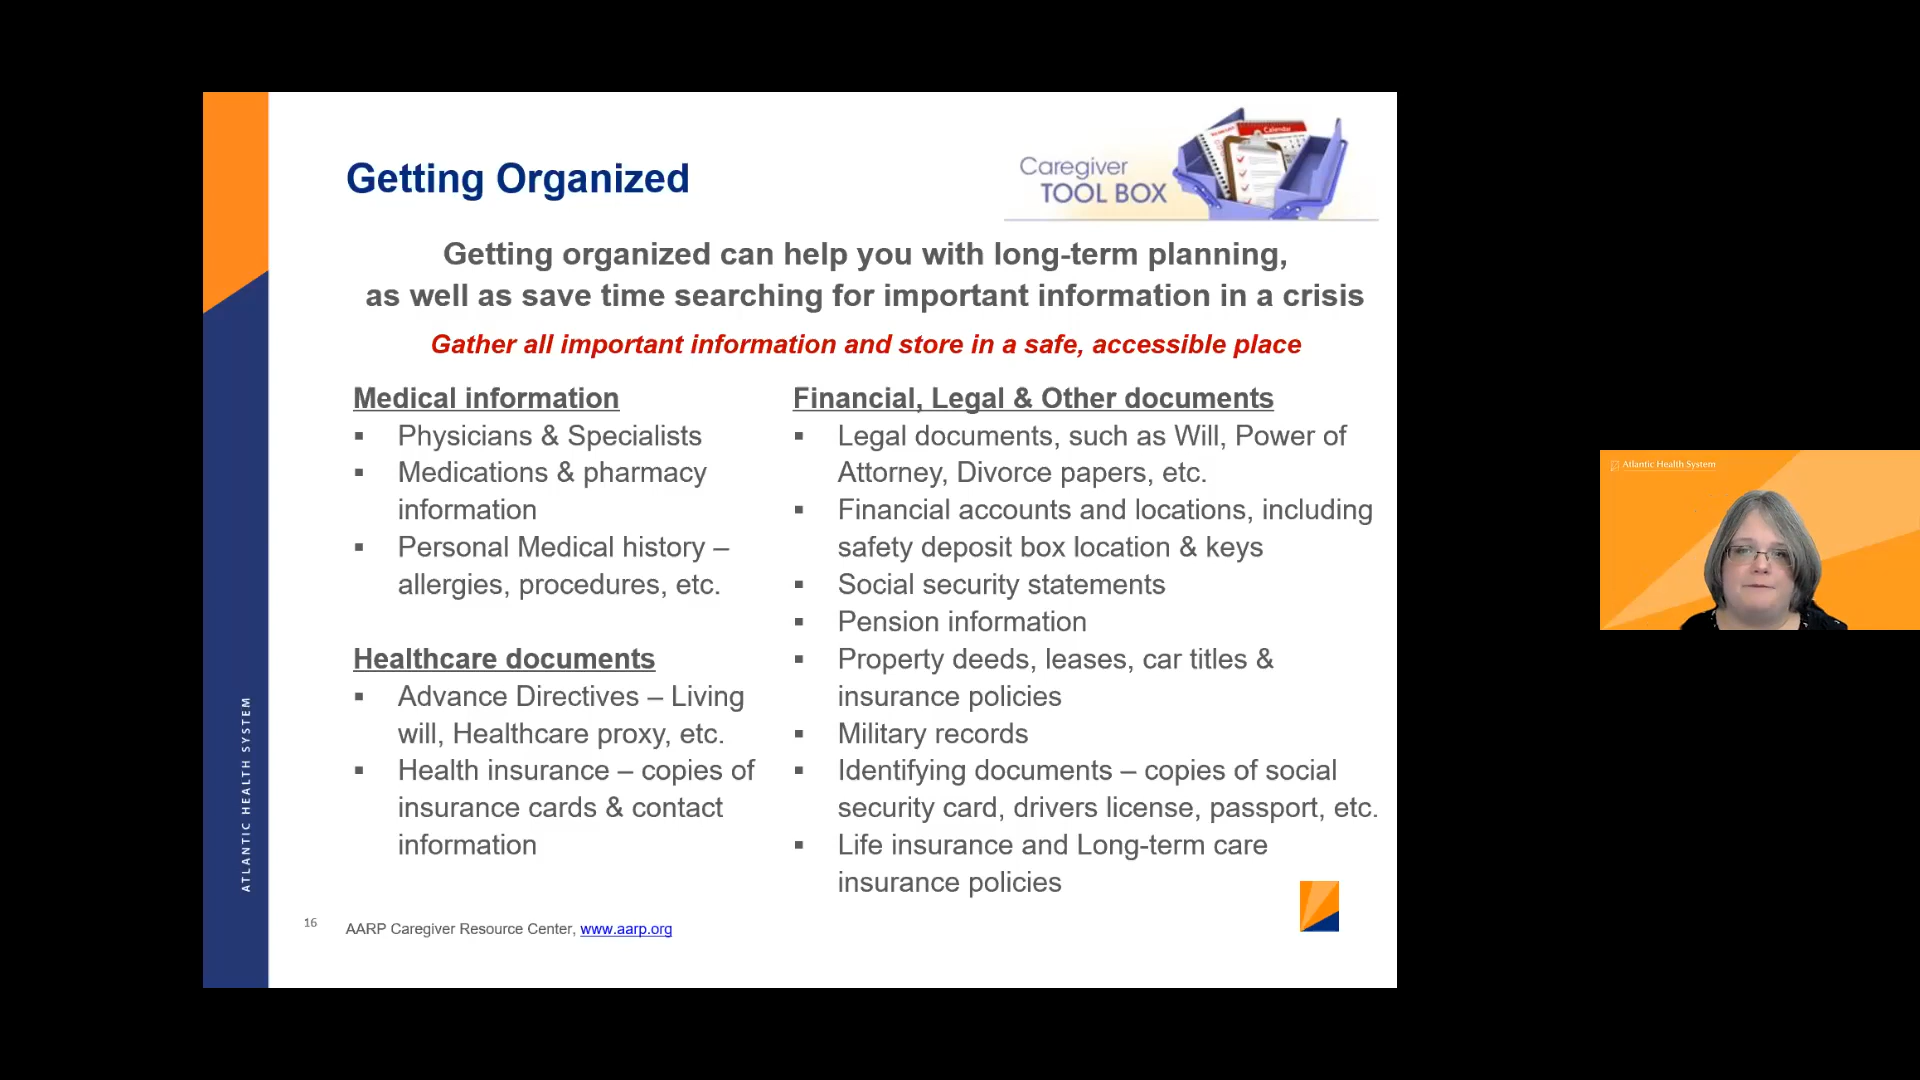 Getting Organized
Caregiver
TOOL BOX
Calendar
Getting organized can help you with long-term planning,
as well as save time searching for important information in a crisis
Gather all important information and store in a safe, accessible place
Medical information
▪ Physicians & Specialists
▪ Medications & pharmacy
information
▪ Personal Medical history –
allergies, procedures, etc.
Healthcare documents
▪ Advance Directives – Living
will, Healthcare proxy, etc.
▪ Health insurance – copies of
insurance cards & contact
information
Financial, Legal & Other documents
▪ Legal documents, such as Will, Power of
Attorney, Divorce papers, etc.
▪ Financial accounts and locations, including
safety deposit box location & keys
▪ Social security statements
▪ Pension information
▪ Property deeds, leases, car titles &
insurance policies
▪ Military records
▪ Identifying documents – copies of social
security card, drivers license, passport, etc.
▪ Life insurance and Long-term care
insurance policies
16
AARP Caregiver Resource Center, www.aarp.org
ATLANTIC HEALTH SYSTEM
Atlantic Health System